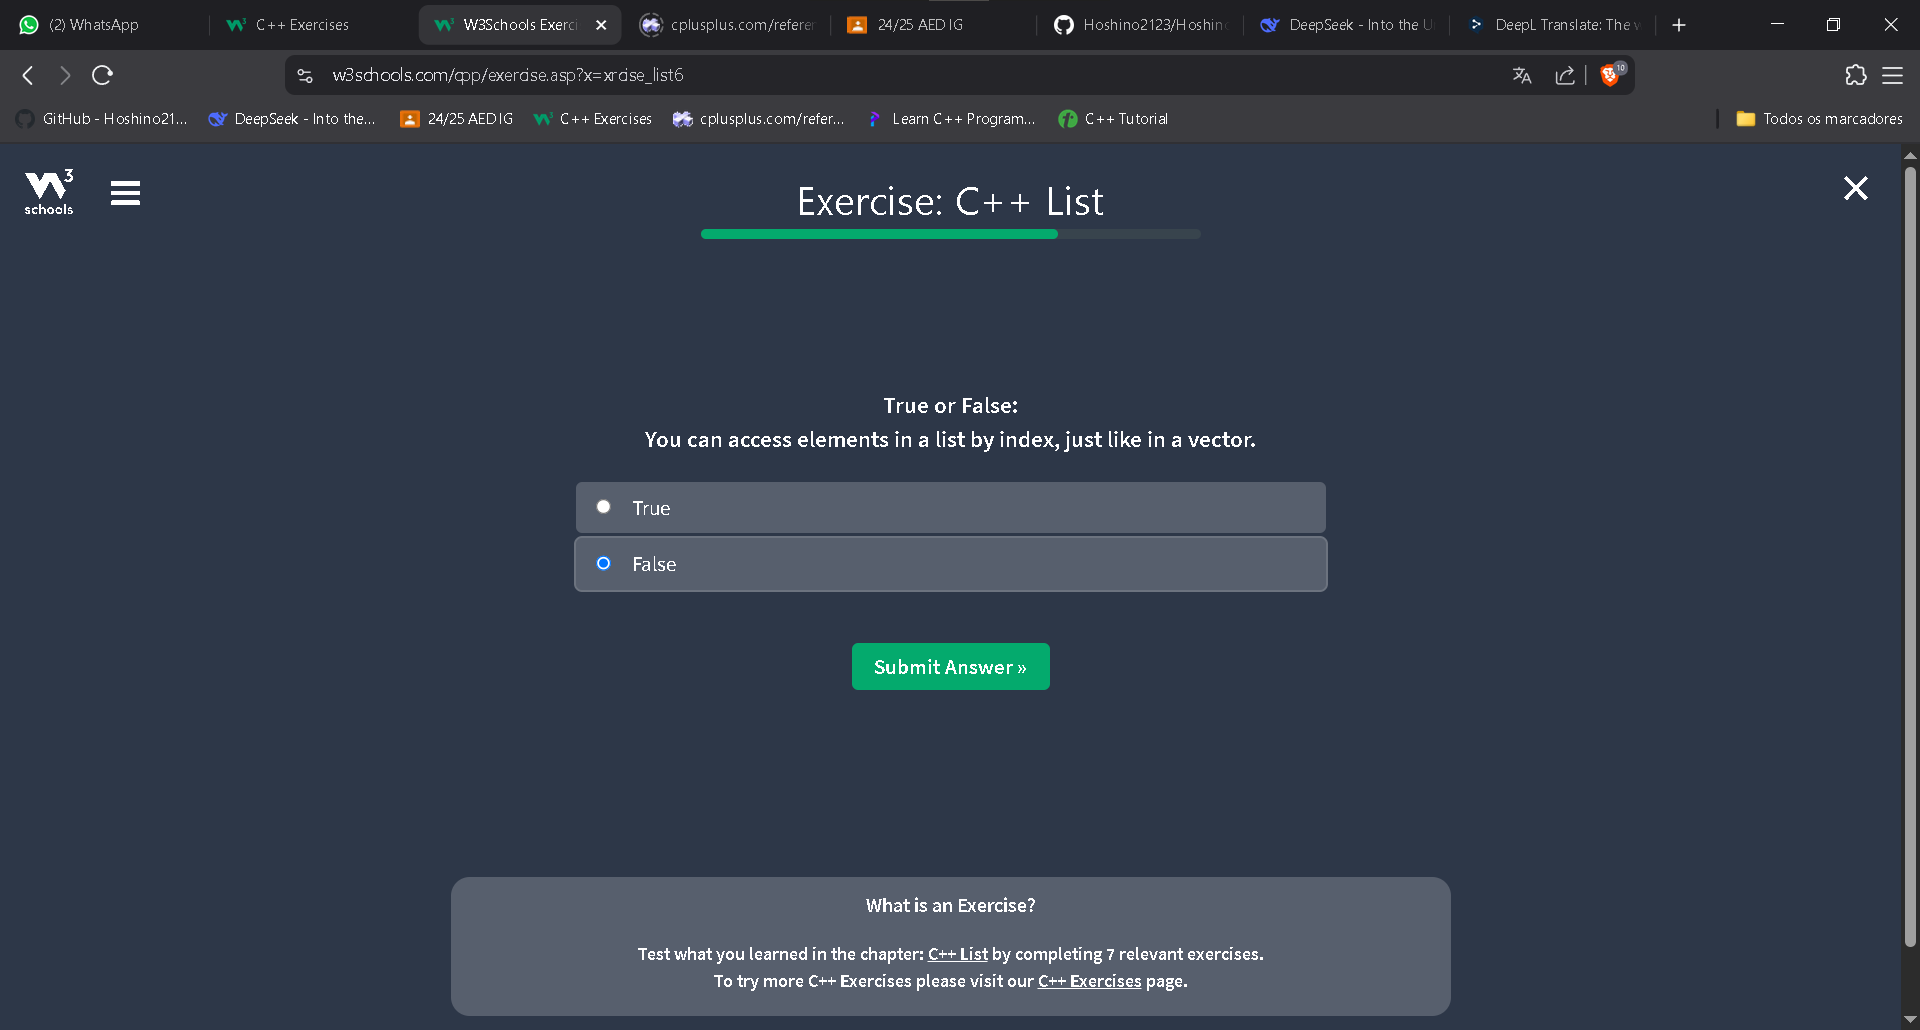 (2) WhatsApp
C++ Exercises
W3Schools Exerci
cplusplus.com/referen
24/25 AED IG
Hoshino2123/Hoshino
DeepSeek - Into the U
DeepL Translate: The w
w3schools.com/cpp/exercise.asp?x=xrcise_list6
10
GitHub - Hoshino21...
DeepSeek - Into the...
24/25 AED IG
C++ Exercises
cplusplus.com/refer...
Learn C++ Program...
C++ Tutorial
Todos os marcadores
W3
schools
Exercise: C++ List
True or False:
You can access elements in a list by index, just like in a vector.
True
False
Submit Answer »
What is an Exercise?
Test what you learned in the chapter: C++ List by completing 7 relevant exercises.
To try more C++ Exercises please visit our C++ Exercises page.